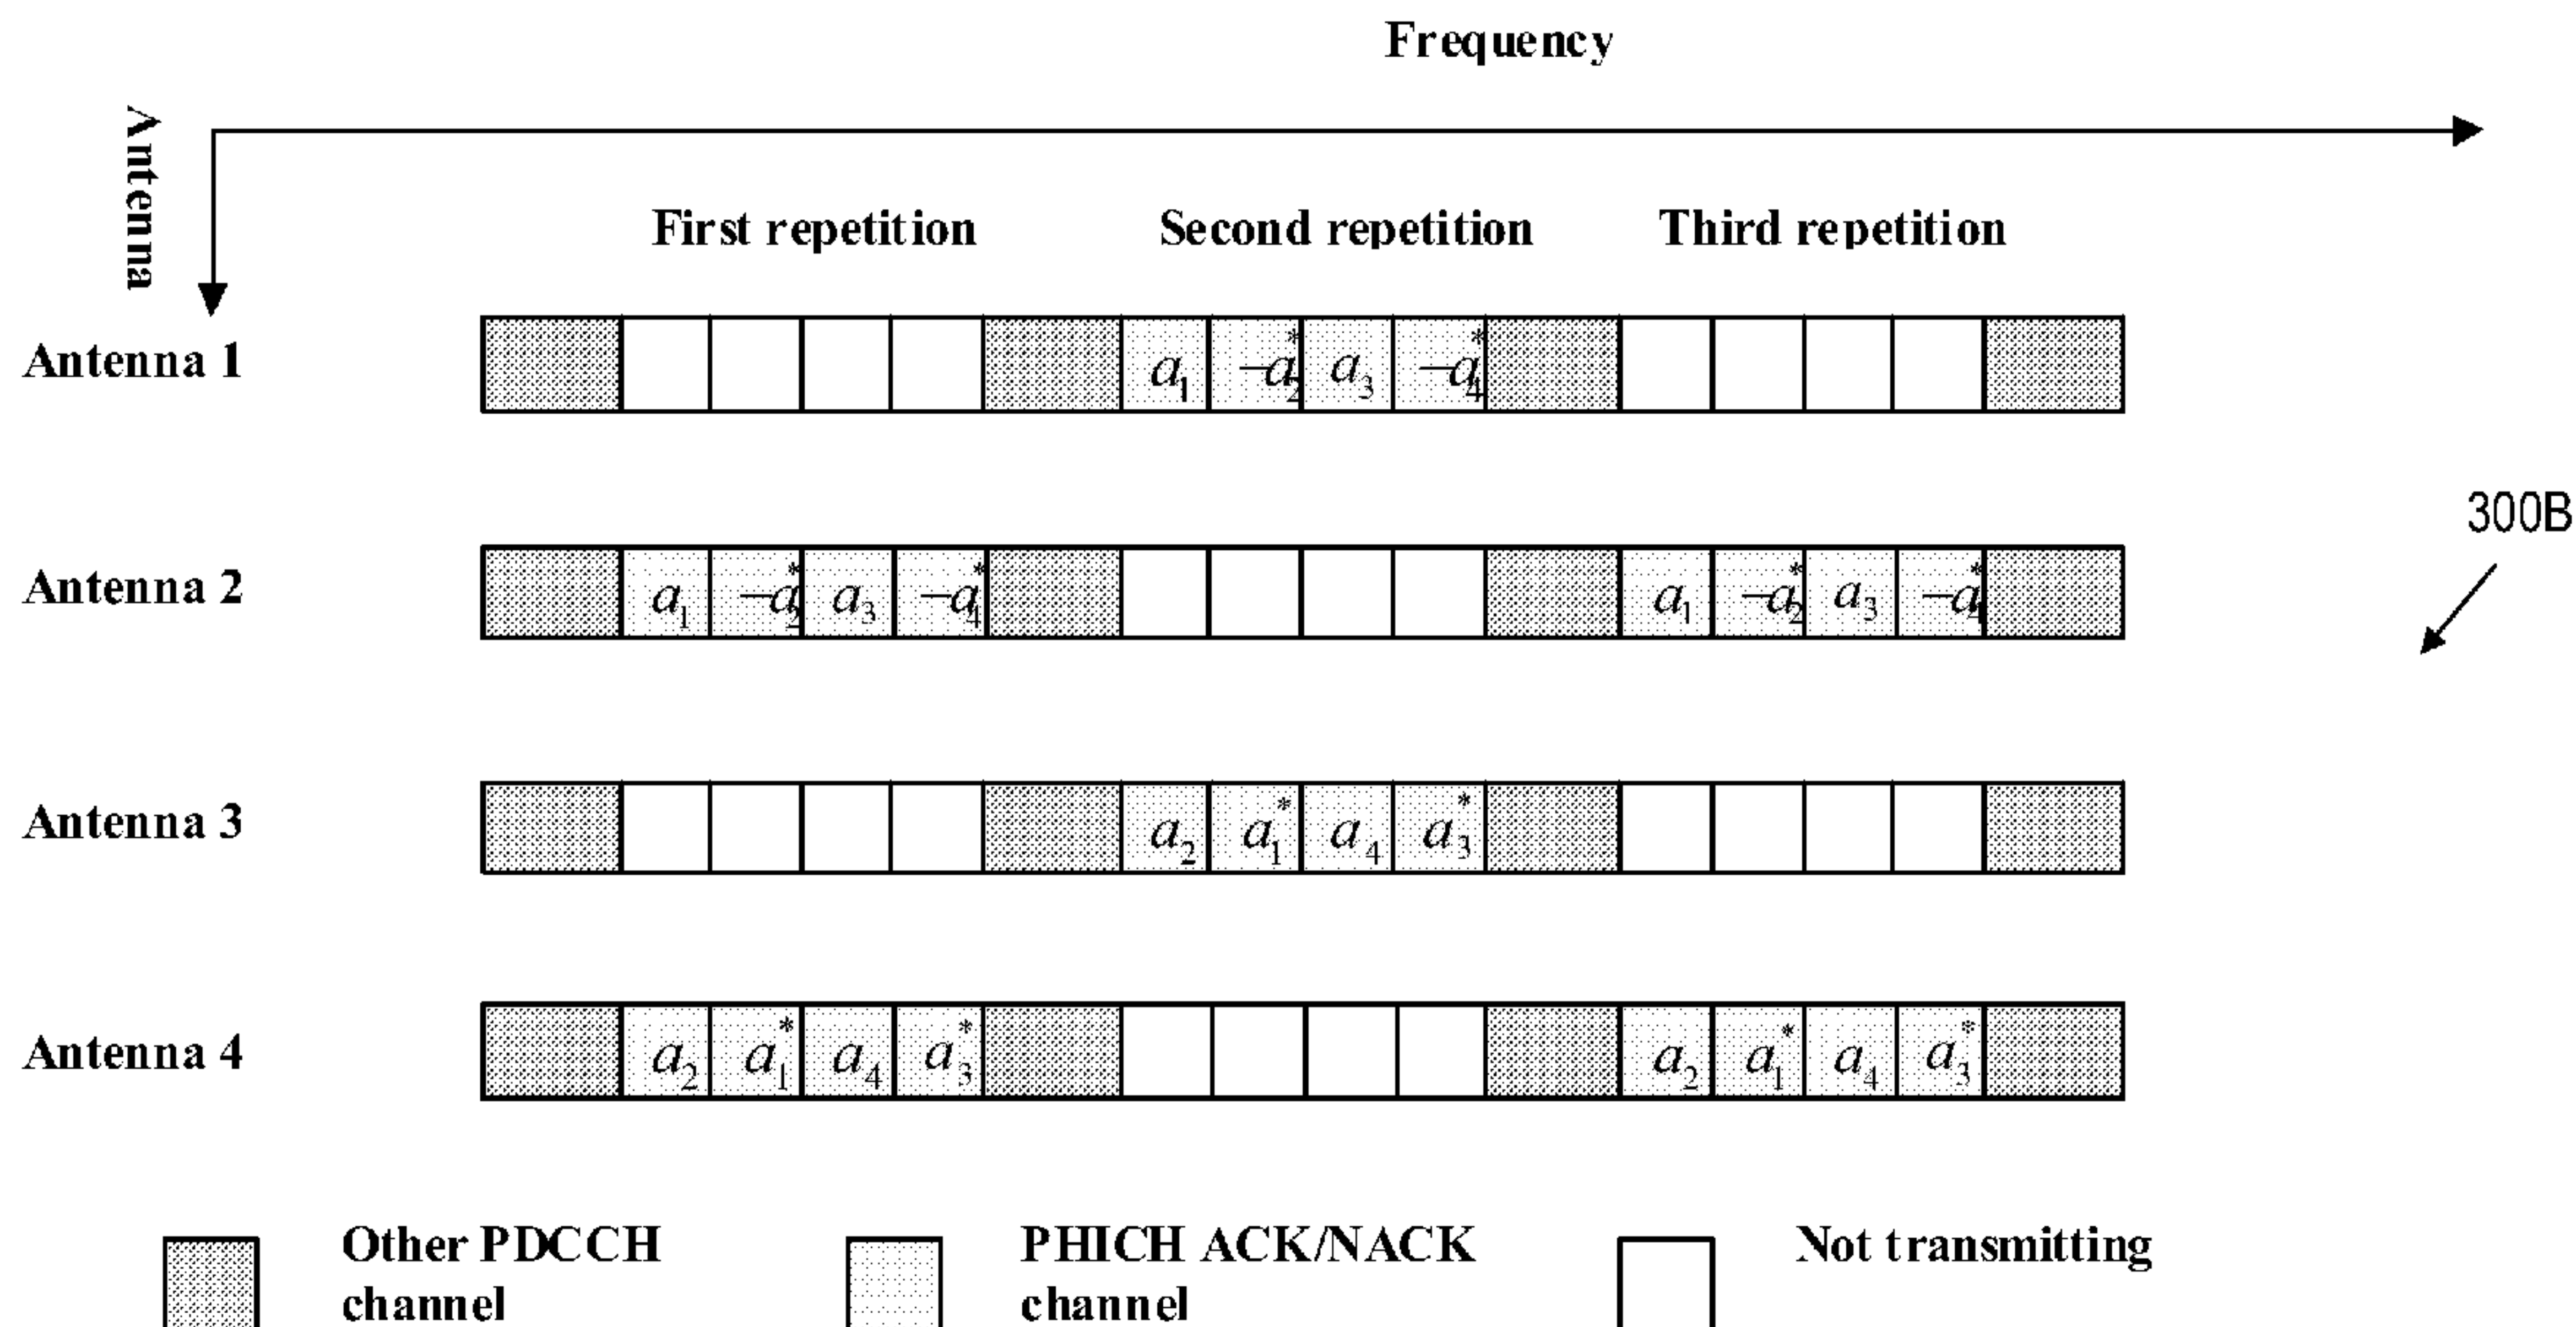 Frequency
Antenna
First repetition Second repetition Third repetition
Antenna 1
a₁ −a₂* a₃ −a₄*
300B
Antenna 2
a₁ −a₂* a₃ −a₄* a₁ −a₂* a₃ −a₄*
Antenna 3
a₂ a₁* a₄ a₃*
Antenna 4
a₂ a₁* a₄ a₃* a₂ a₁* a₄ a₃*
Other PDCCH
channel
PHICH ACK/NACK
channel
Not transmitting